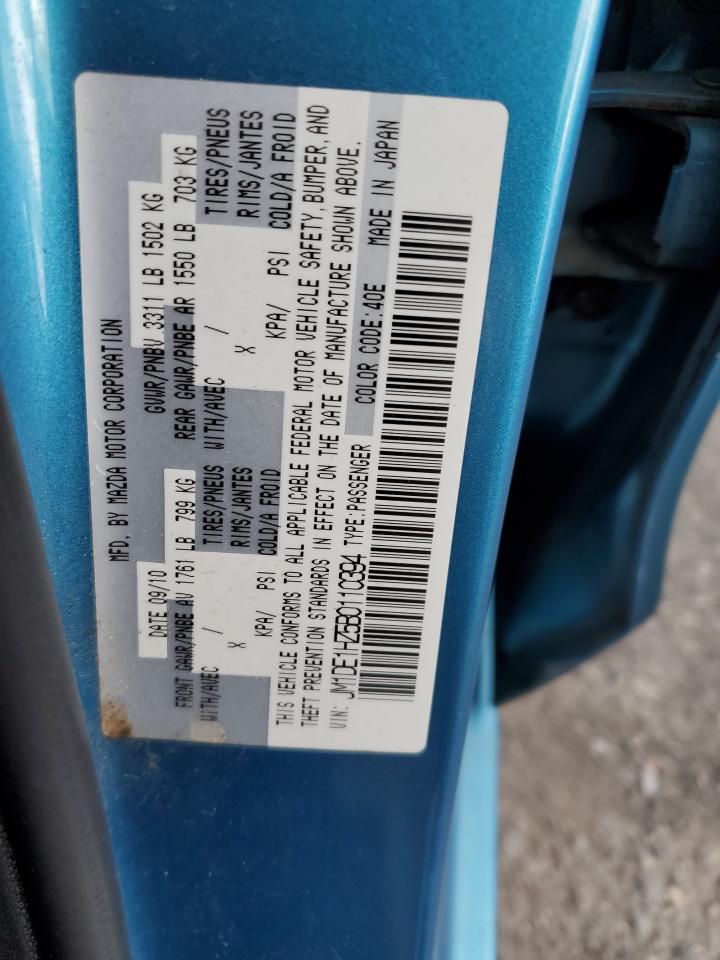 MFD. BY MAZDA MOTOR CORPORATION
DATE 09/10 GVWR/PNBV 3311 LB 1502 KG
FRONT GAWR/PNBE AV 1761 LB 799 KG REAR GAWR/PNBE AR 1550 LB 703 KG
WITH/AVEC TIRES/PNEUS WITH/AVEC TIRES/PNEUS
/ X RIMS/JANTES / X RIMS/JANTES
KPA/ PSI COLD/A FROID KPA/ PSI COLD/A FROID
THIS VEHICLE CONFORMS TO ALL APPLICABLE FEDERAL MOTOR VEHICLE SAFETY, BUMPER, AND
THEFT PREVENTION STANDARDS IN EFFECT ON THE DATE OF MANUFACTURE SHOWN ABOVE.
VIN: JM1DE1HZ5B0110394 TYPE:PASSENGER COLOR CODE:40E MADE IN JAPAN